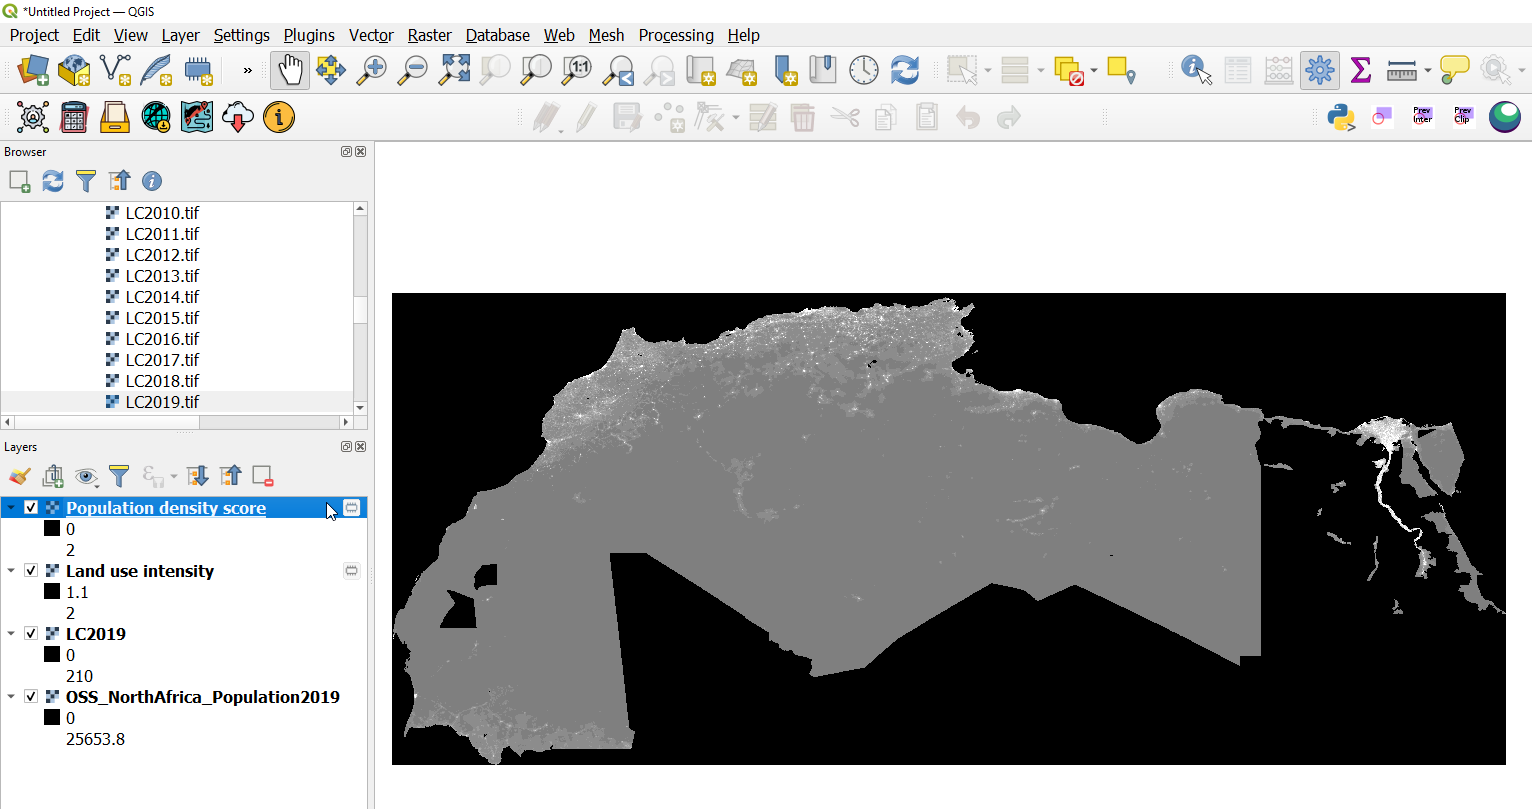 *Untitled Project — QGIS
Project Edit View Layer Settings Plugins Vector Raster Database Web Mesh Processing Help
»
1:1
Prev Inter
Prev Clip
Browser
LC2010.tif
LC2011.tif
LC2012.tif
LC2013.tif
LC2014.tif
LC2015.tif
LC2016.tif
LC2017.tif
LC2018.tif
LC2019.tif
Layers
Population density score
0
2
Land use intensity
1.1
2
LC2019
0
210
OSS_NorthAfrica_Population2019
0
25653.8